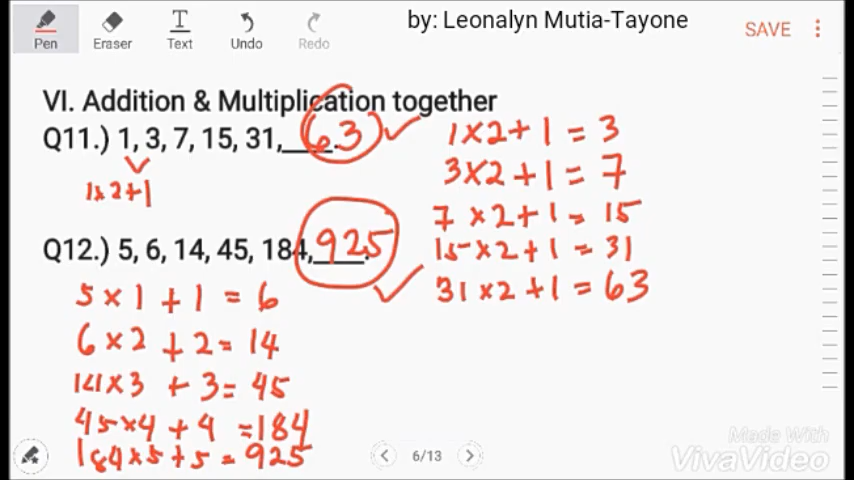 by: Leonalyn Mutia-Tayone
Pen Eraser Text Undo Redo SAVE
VI. Addition & Multiplication together
Q11.) 1, 3, 7, 15, 31,____. 63
1x2+1
1x2+1 = 3
3x2+1 = 7
7x2+1 = 15
15x2+1 = 31
31x2+1 = 63
Q12.) 5, 6, 14, 45, 184,____. 925
5x1+1 = 6
6x2+2= 14
14x3+3= 45
45x4+4 =184
184x5+5=925
6/13
Made With
VivaVideo